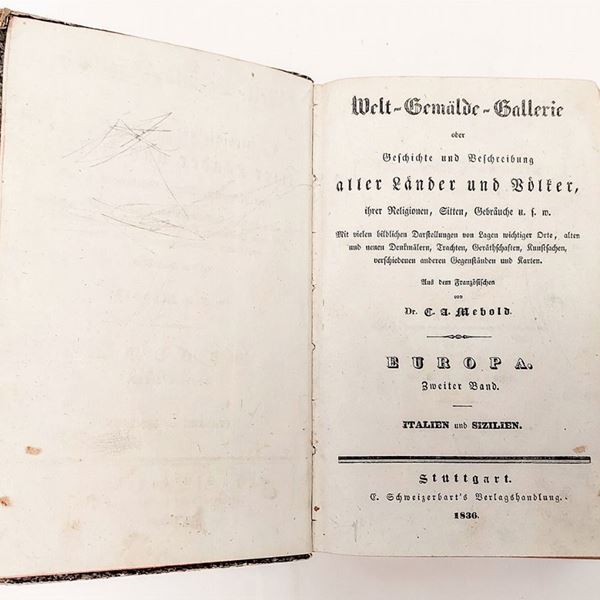 Welt-Gemälde-Gallerie
oder
Geschichte und Beschreibung
aller Länder und Völker,
ihrer Religionen, Sitten, Gebräuche u. s. w.
Mit vielen bildlichen Darstellungen von Lagen wichtiger Orte, alten
und neuen Denkmälern, Trachten, Geräthschaften, Kunstsachen,
verschiedenen anderen Gegenständen und Karten.
Aus dem Französischen
von
Dr. C. A. Mebold.
EUROPA.
Zweiter Band.
ITALIEN und SIZILIEN.
Stuttgart.
E. Schweizerbart's Verlagshandlung.
1836.